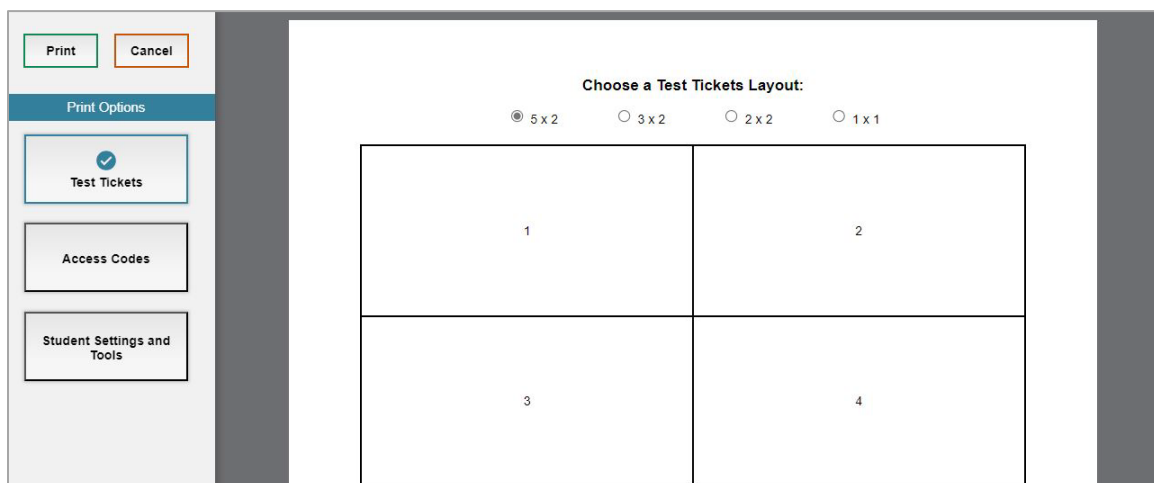 Print Cancel
Print Options
Test Tickets
Access Codes
Student Settings and
Tools
Choose a Test Tickets Layout:
5 x 2 3 x 2 2 x 2 1 x 1
1 2
3 4